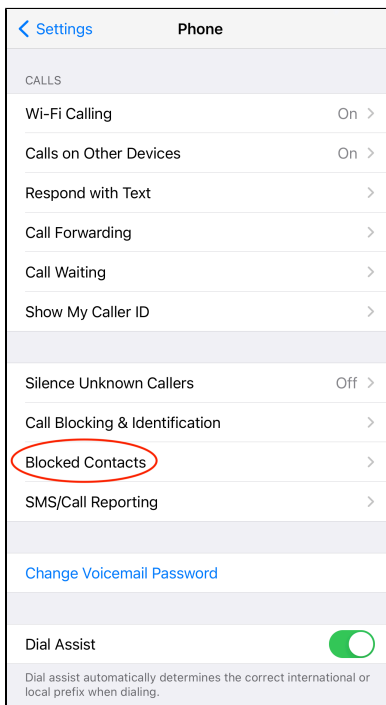 Settings
Phone
CALLS
Wi-Fi Calling On
Calls on Other Devices On
Respond with Text
Call Forwarding
Call Waiting
Show My Caller ID
Silence Unknown Callers Off
Call Blocking & Identification
Blocked Contacts
SMS/Call Reporting
Change Voicemail Password
Dial Assist
Dial assist automatically determines the correct international or
local prefix when dialing.